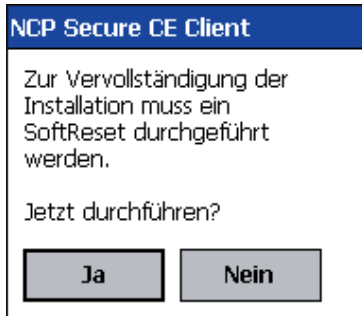 NCP Secure CE Client
Zur Vervollständigung der
Installation muss ein
SoftReset durchgeführt
werden.
Jetzt durchführen?
Ja
Nein